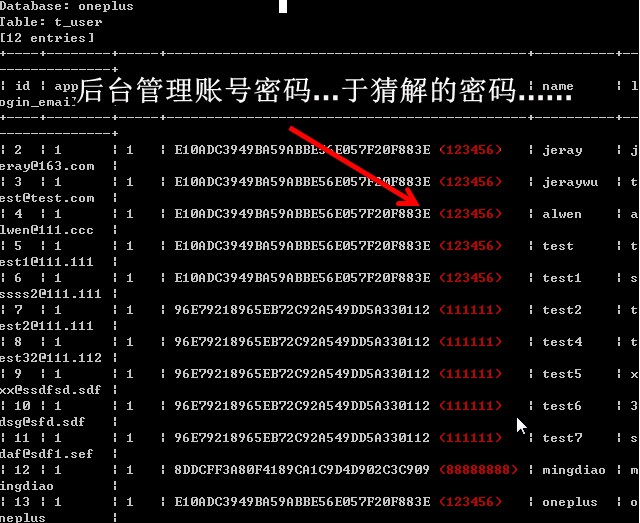 Database: oneplus
Table: t_user
[12 entries]
| id | app 后台管理账号密码...于猜解的密码...... | name | l
ogin_email
| 2 | 1 | 1 | E10ADC3949BA59ABBE56E057F20F883E <123456> | jeray | j
eray@163.com |
| 3 | 1 | 1 | E10ADC3949BA59ABBE56E057F20F883E <123456> | jeraywu | t
est@test.com |
| 4 | 1 | 1 | E10ADC3949BA59ABBE56E057F20F883E <123456> | alwen | a
lwen@111.ccc |
| 5 | 1 | 1 | E10ADC3949BA59ABBE56E057F20F883E <123456> | test | t
est1@111.111 |
| 6 | 1 | 1 | E10ADC3949BA59ABBE56E057F20F883E <123456> | test1 | s
ssss2@111.111 |
| 7 | 1 | 1 | 96E79218965EB72C92A549DD5A330112 <111111> | test2 | t
est2@111.111 |
| 8 | 1 | 1 | 96E79218965EB72C92A549DD5A330112 <111111> | test4 | t
est32@111.112 |
| 9 | 1 | 1 | 96E79218965EB72C92A549DD5A330112 <111111> | test5 | x
xx@ssdfsd.sdf |
| 10 | 1 | 1 | 96E79218965EB72C92A549DD5A330112 <111111> | test6 | 3
dsg@sfd.sdf |
| 11 | 1 | 1 | 96E79218965EB72C92A549DD5A330112 <111111> | test7 | s
daf@sdf1.sef |
| 12 | 1 | 1 | 8DDCFF3A80F4189CA1C9D4D902C3C909 <88888888> | mingdiao | m
ingdiao |
| 13 | 1 | 1 | E10ADC3949BA59ABBE56E057F20F883E <123456> | oneplus | o
neplus |